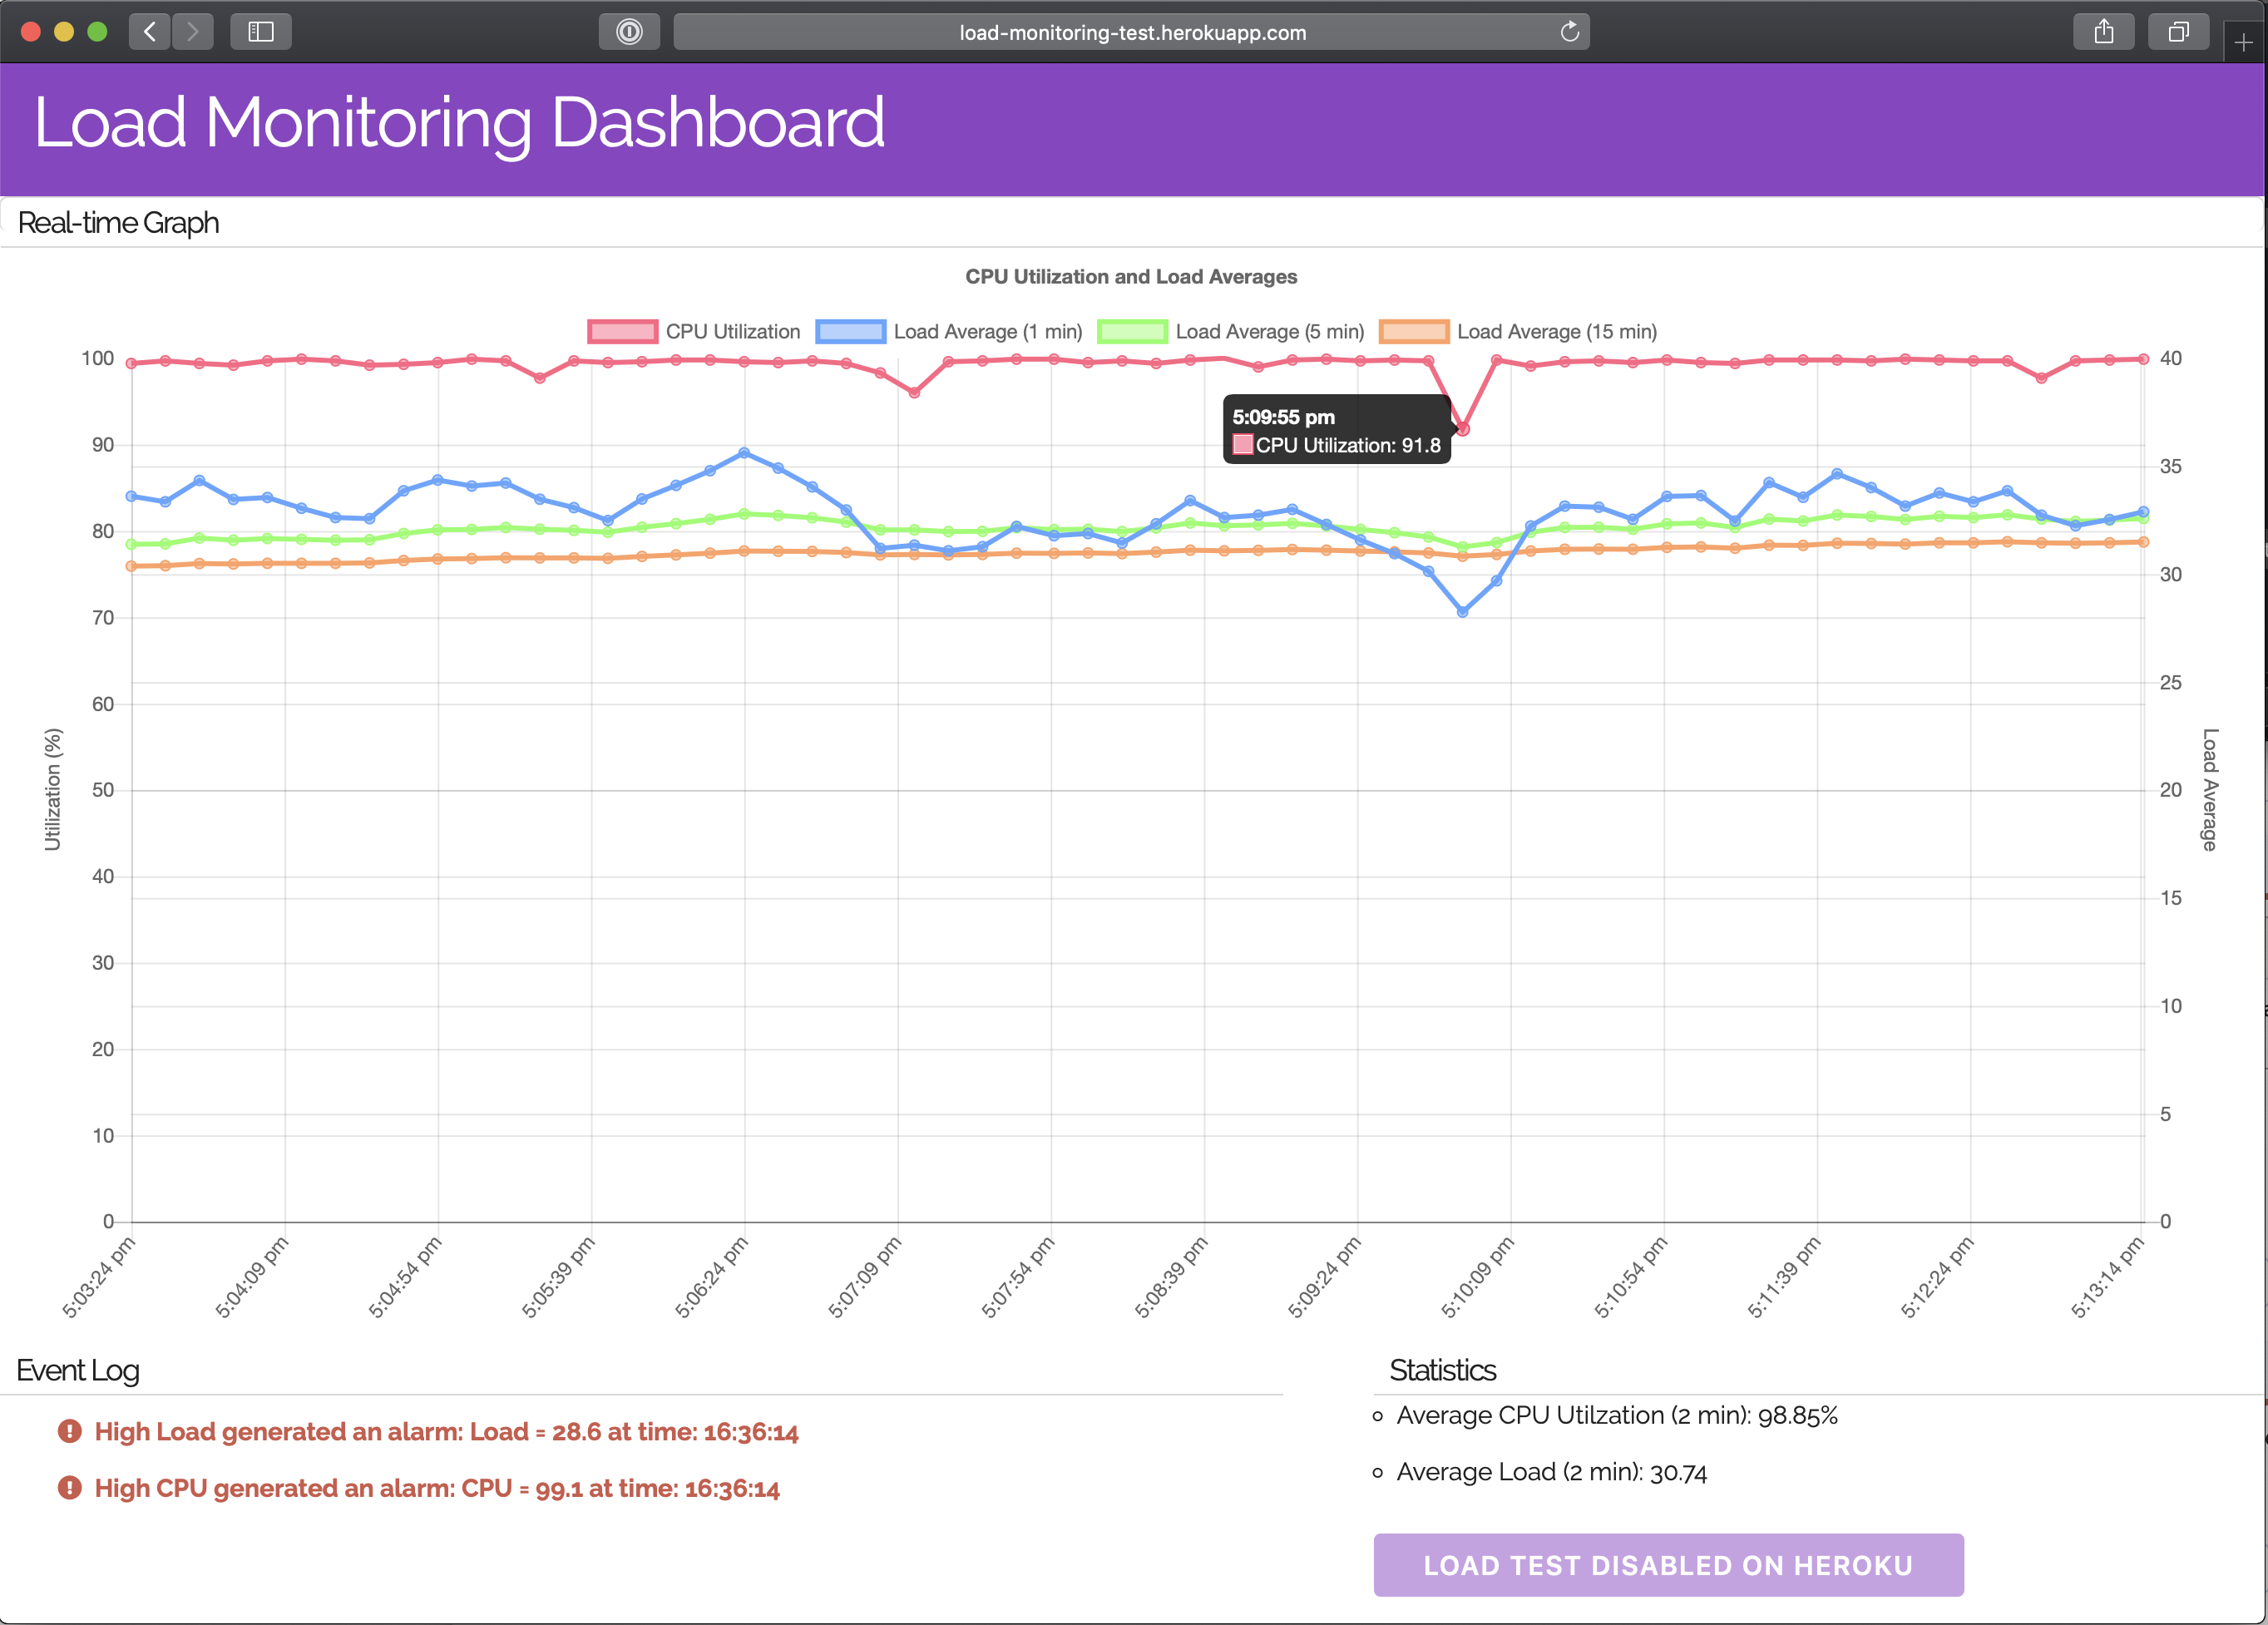 load-monitoring-test.herokuapp.com
Load Monitoring Dashboard
Real-time Graph
CPU Utilization and Load Averages
CPU Utilization Load Average (1 min) Load Average (5 min) Load Average (15 min)
100
90
80
70
60
50
40
30
20
10
0
Utilization (%)
5:09:55 pm
CPU Utilization: 91.8
40
35
30
25
20
15
10
5
0
Load Average
5:03:24 pm 5:04:09 pm 5:04:54 pm 5:05:39 pm 5:06:24 pm 5:07:09 pm 5:07:54 pm 5:08:39 pm 5:09:24 pm 5:10:09 pm 5:10:54 pm 5:11:39 pm 5:12:24 pm 5:13:14 pm
Event Log
High Load generated an alarm: Load = 28.6 at time: 16:36:14
High CPU generated an alarm: CPU = 99.1 at time: 16:36:14
Statistics
Average CPU Utilzation (2 min): 98.85%
Average Load (2 min): 30.74
LOAD TEST DISABLED ON HEROKU